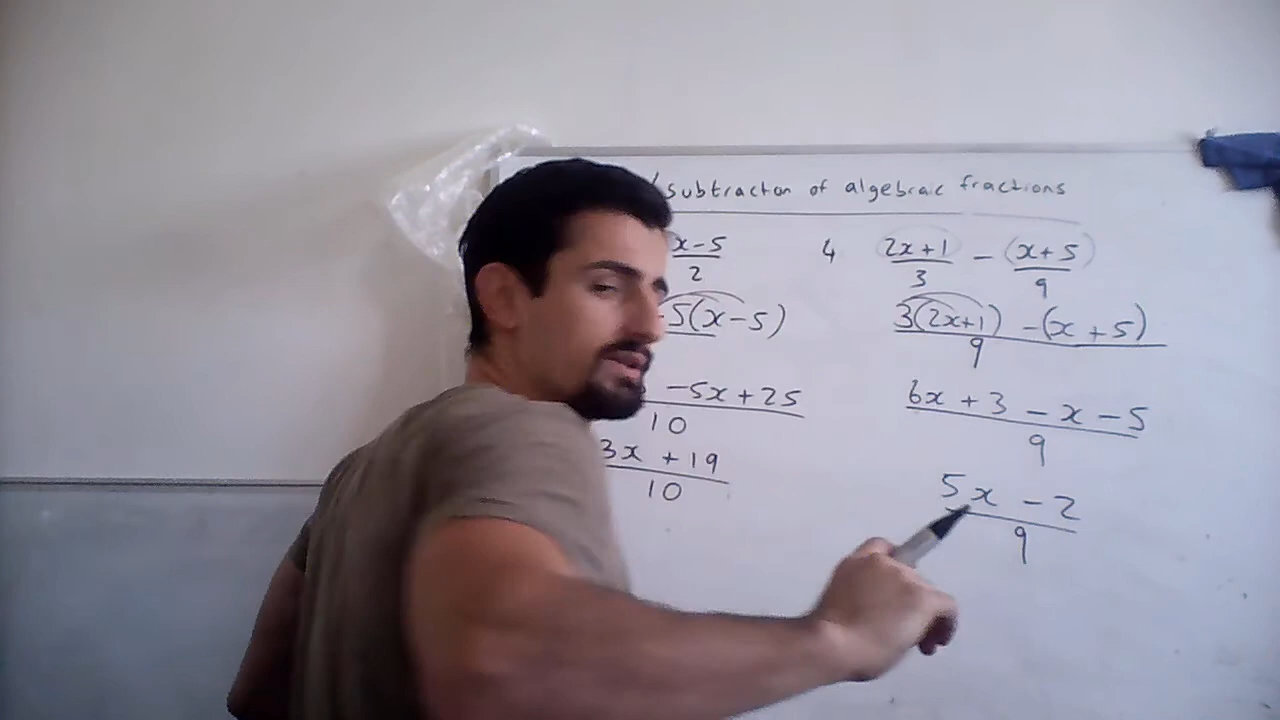 /subtracton of algebraic fractions
x-5
2
-5(x-5)
-5x+25
10
3x +19
10
4 2x+1 - (x+5)
3 9
3(2x+1) -(x+5)
9
6x + 3 - x - 5
9
5x - 2
9